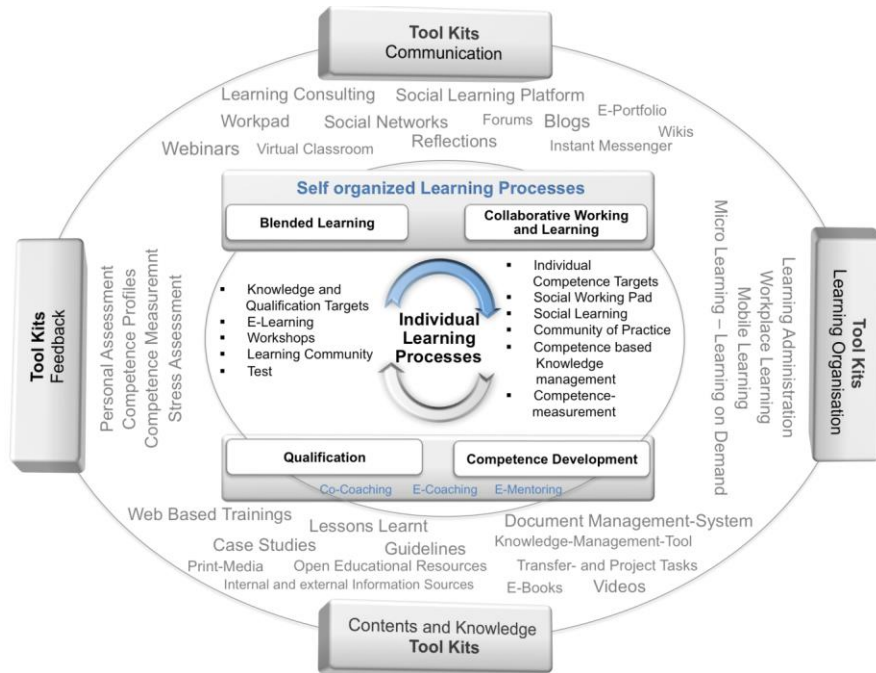 Tool Kits
Communication
Learning Consulting Social Learning Platform
Workpad Social Networks Forums Blogs E-Portfolio
Wikis
Webinars Virtual Classroom Reflections Instant Messenger
Self organized Learning Processes
Blended Learning
Collaborative Working
and Learning
Tool Kits
Feedback
Personal Assessment
Competence Profiles
Competence Measuremnt
Stress Assessment
▪ Knowledge and
Qualification Targets
▪ E-Learning
▪ Workshops
▪ Learning Community
▪ Test
Individual
Learning
Processes
▪ Individual
Competence Targets
▪ Social Working Pad
▪ Social Learning
▪ Community of Practice
▪ Competence based
Knowledge
management
▪ Competence-
measurement
Learning Administration
Workplace Learning
Mobile Learning
Micro Learning – Learning on Demand
Tool Kits
Learning Organisation
Qualification
Competence Development
Co-Coaching E-Coaching E-Mentoring
Web Based Trainings Lessons Learnt Document Management-System
Case Studies Guidelines Knowledge-Management-Tool
Print-Media Open Educational Resources Transfer- and Project Tasks
Internal and external Information Sources E-Books Videos
Contents and Knowledge
Tool Kits